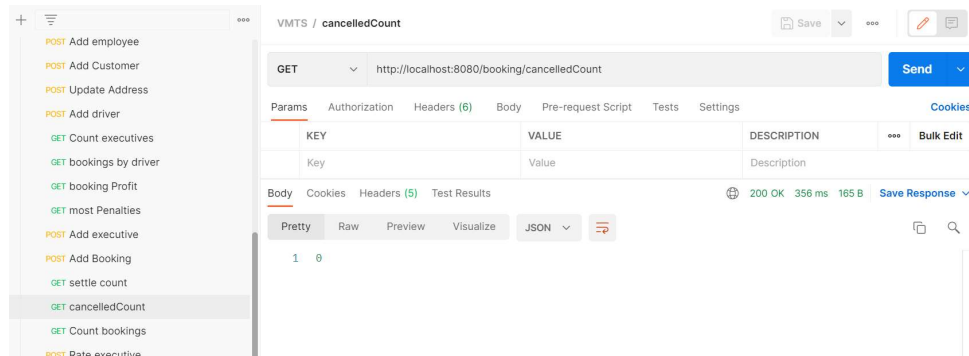 VMTS / cancelledCount
Save
POST Add employee
POST Add Customer
POST Update Address
POST Add driver
GET Count executives
GET bookings by driver
GET booking Profit
GET most Penalties
POST Add executive
POST Add Booking
GET settle count
GET cancelledCount
GET Count bookings
POST Rate executive
GET http://localhost:8080/booking/cancelledCount Send
Params Authorization Headers (6) Body Pre-request Script Tests Settings Cookies
KEY VALUE DESCRIPTION Bulk Edit
Key Value Description
Body Cookies Headers (5) Test Results 200 OK 356 ms 165 B Save Response
Pretty Raw Preview Visualize JSON
1 0